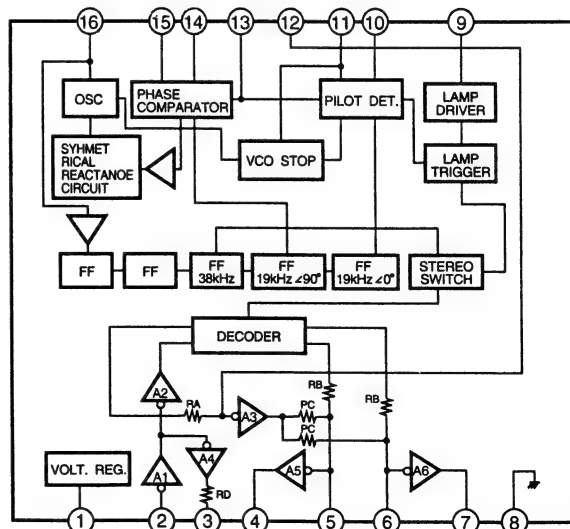 16 15 14 13 12 11 10 9
OSC
PHASE
COMPARATOR
PILOT DET.
LAMP
DRIVER
SYHMET
RICAL
REACTANOE
CIRCUIT
VCO STOP
LAMP
TRIGGER
FF
FF
FF
38kHz
FF
19kHz ∠90°
FF
19kHz ∠0°
STEREO
SWITCH
DECODER
A2
RA
A3
PC
PC
RB
RB
A4
A5
A6
VOLT. REG.
A1
RD
1 2 3 4 5 6 7 8